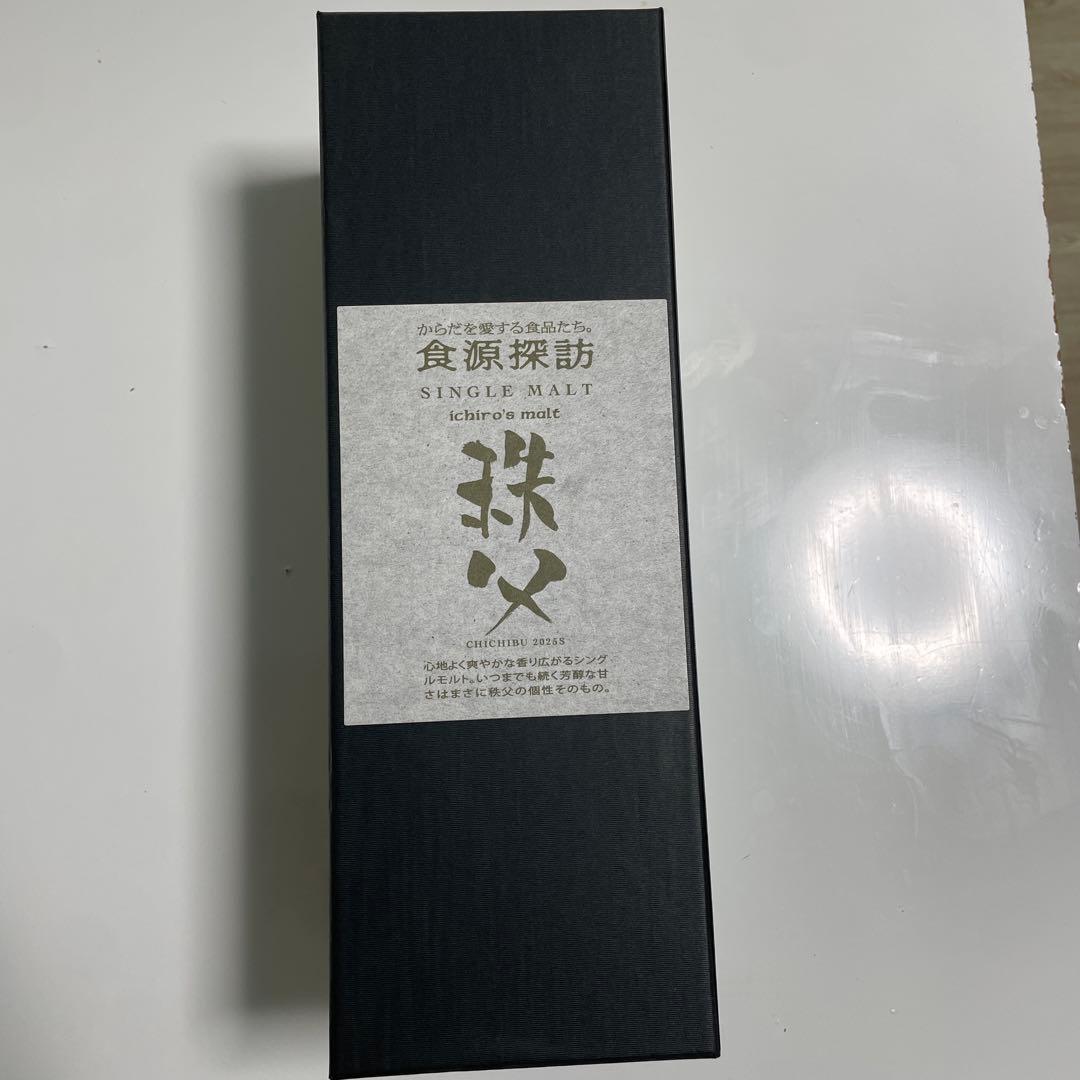 からだを愛する食品たち。
食源探訪
SINGLE MALT
ichiro's malt
秩父
CHICHIBU 2025S
心地よく爽やかな香り広がるシング
ルモルト。いつまでも続く芳醇な甘
さはまさに秩父の個性そのもの。